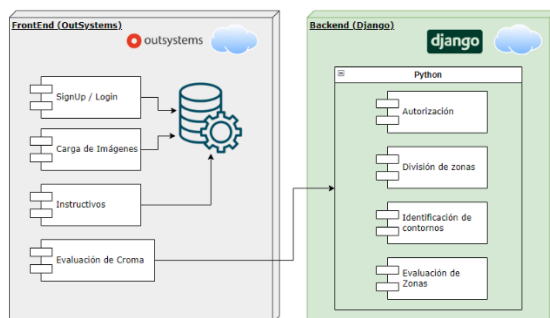 FrontEnd (OutSystems)
outsystems
SignUp / Login
Carga de Imágenes
Instructivos
Evaluación de Croma
Backend (Django)
django
Python
Autorización
División de zonas
Identificación de
contornos
Evaluación de
Zonas